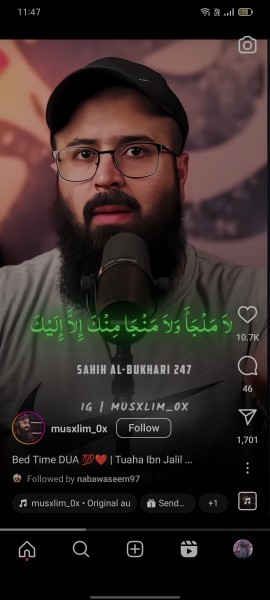 11:47
لاَ مَلْجَأَ وَلاَ مَنْجَا مِنْكَ إِلاَّ إِلَيْكَ
SAHIH AL-BUKHARI 247
IG | MUSXLIM_0X
10.7K
46
1,701
musxlim_0x
Follow
Bed Time DUA 💯❤️ | Tuaha Ibn Jalil ...
Followed by nabawaseem97
musxlim_0x • Original au
Send...
+1